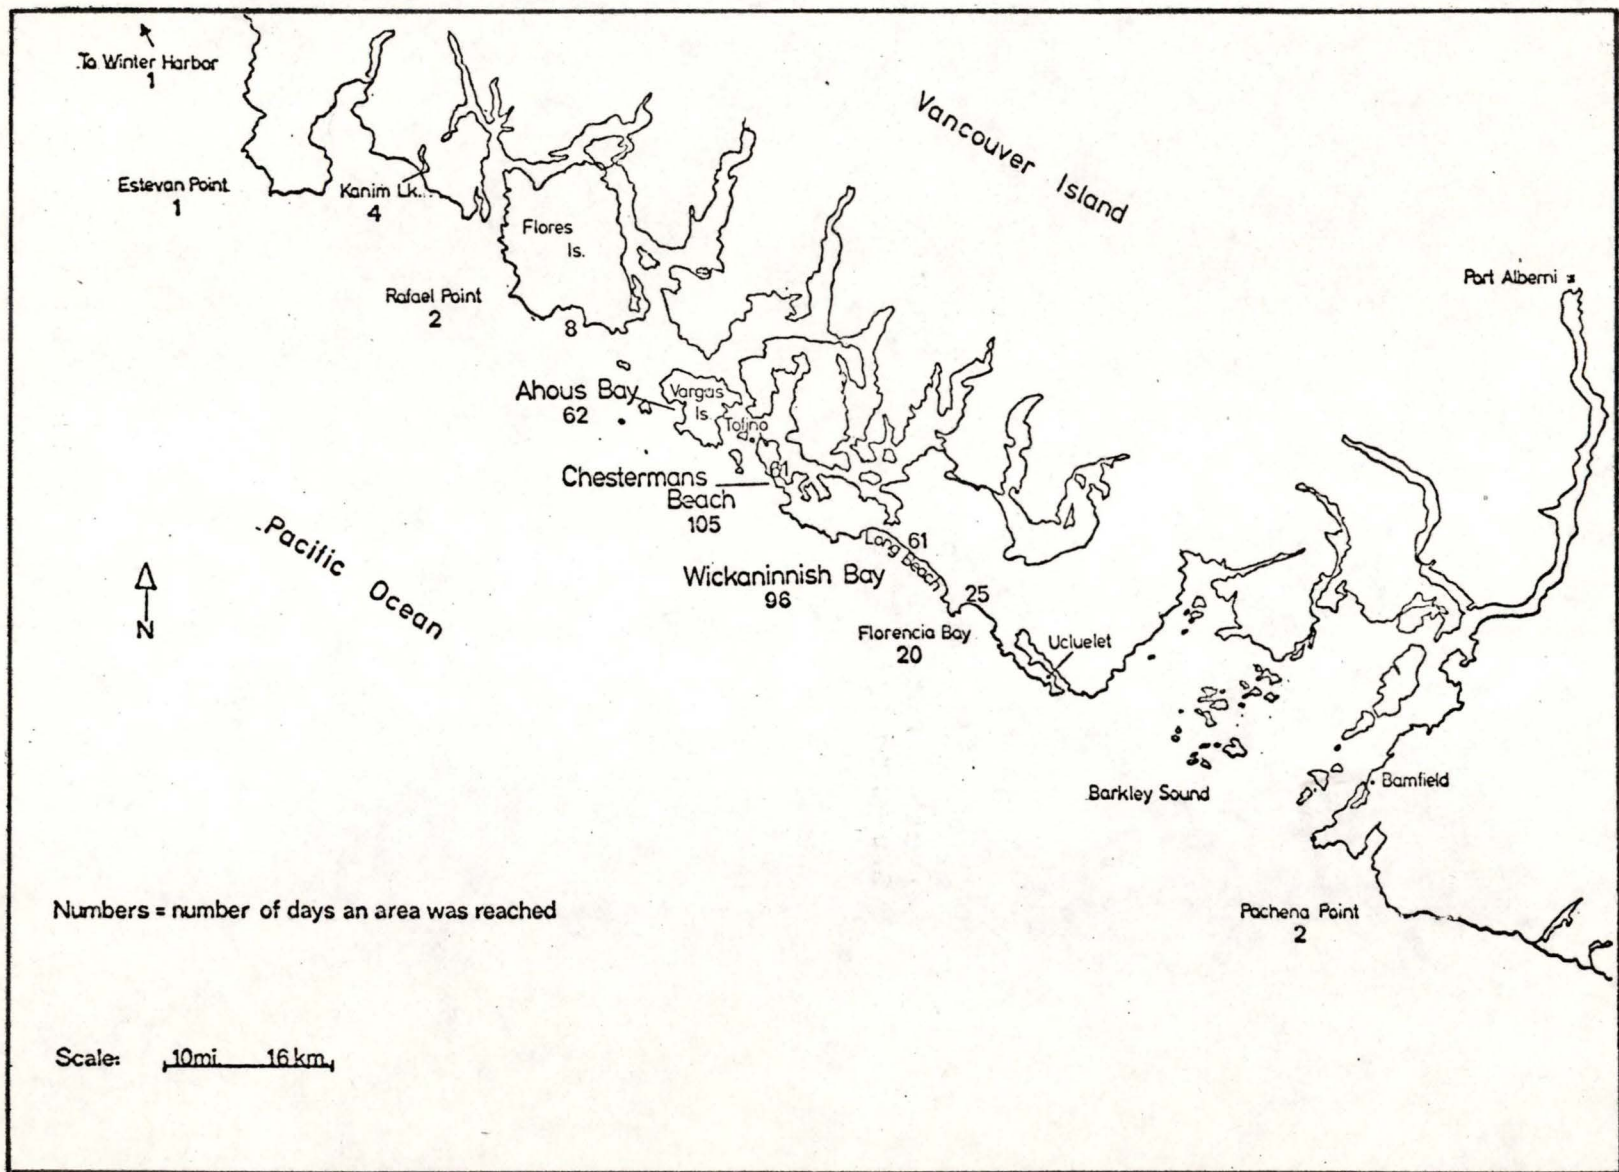 To Winter Harbor
1
Vancouver Island
Estevan Point
1
Kanim Lk.
4
Flores
Is.
Port Alberni
Rafael Point
2
8
Ahous Bay
62
Vargas
Is.
Tofino
61
Chestermans
Beach
105
Pacific Ocean
61
Long Beach
Wickaninnish Bay
96
25
N
Florencia Bay
20
Ucluelet
Barkley Sound
Bamfield
Numbers = number of days an area was reached
Pachena Point
2
Scale:
10mi. 16km.